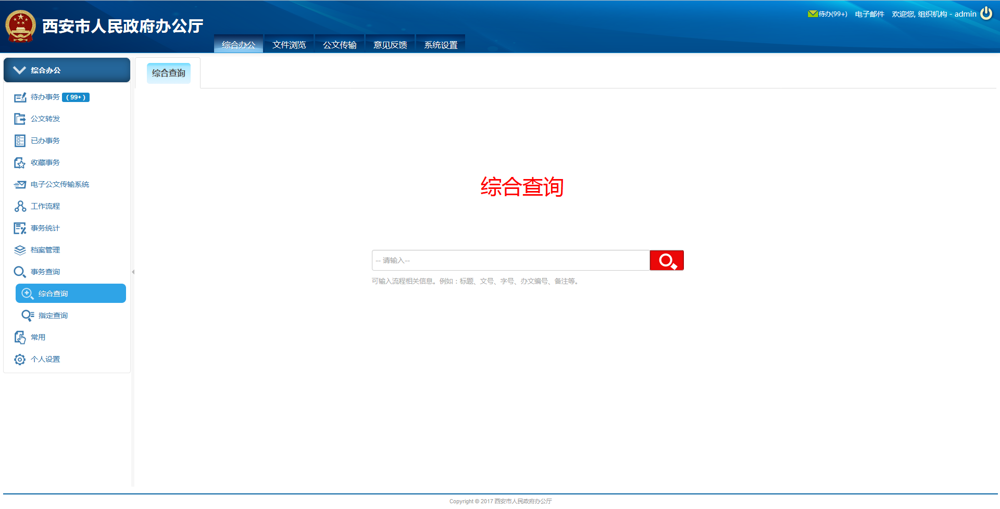 西安市人民政府办公厅
待办(99+) 电子邮件 欢迎您, 组织机构 - admin
综合办公 文件浏览 公文传输 意见反馈 系统设置
综合办公
待办事务 ( 99+ )
公文转发
已办事务
收藏事务
电子公文传输系统
工作流程
事务统计
档案管理
事务查询
综合查询
指定查询
常用
个人设置
综合查询
综合查询
-- 请输入--
可输入流程相关信息。例如：标题、文号、字号、办文编号、备注等。
Copyright © 2017 西安市人民政府办公厅